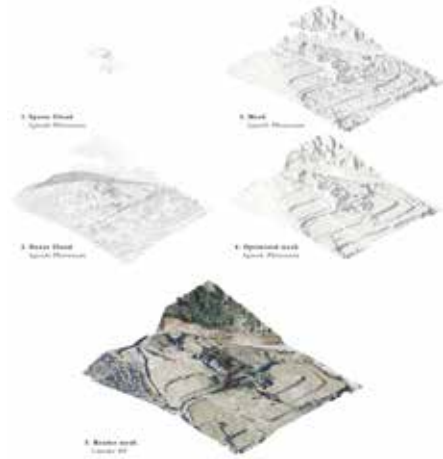 1. Sparse Cloud
Agisoft Photoscan
3. Mesh
Agisoft Photoscan
2. Dense Cloud
Agisoft Photoscan
4. Optimized mesh
Agisoft Photoscan
5. Render mesh